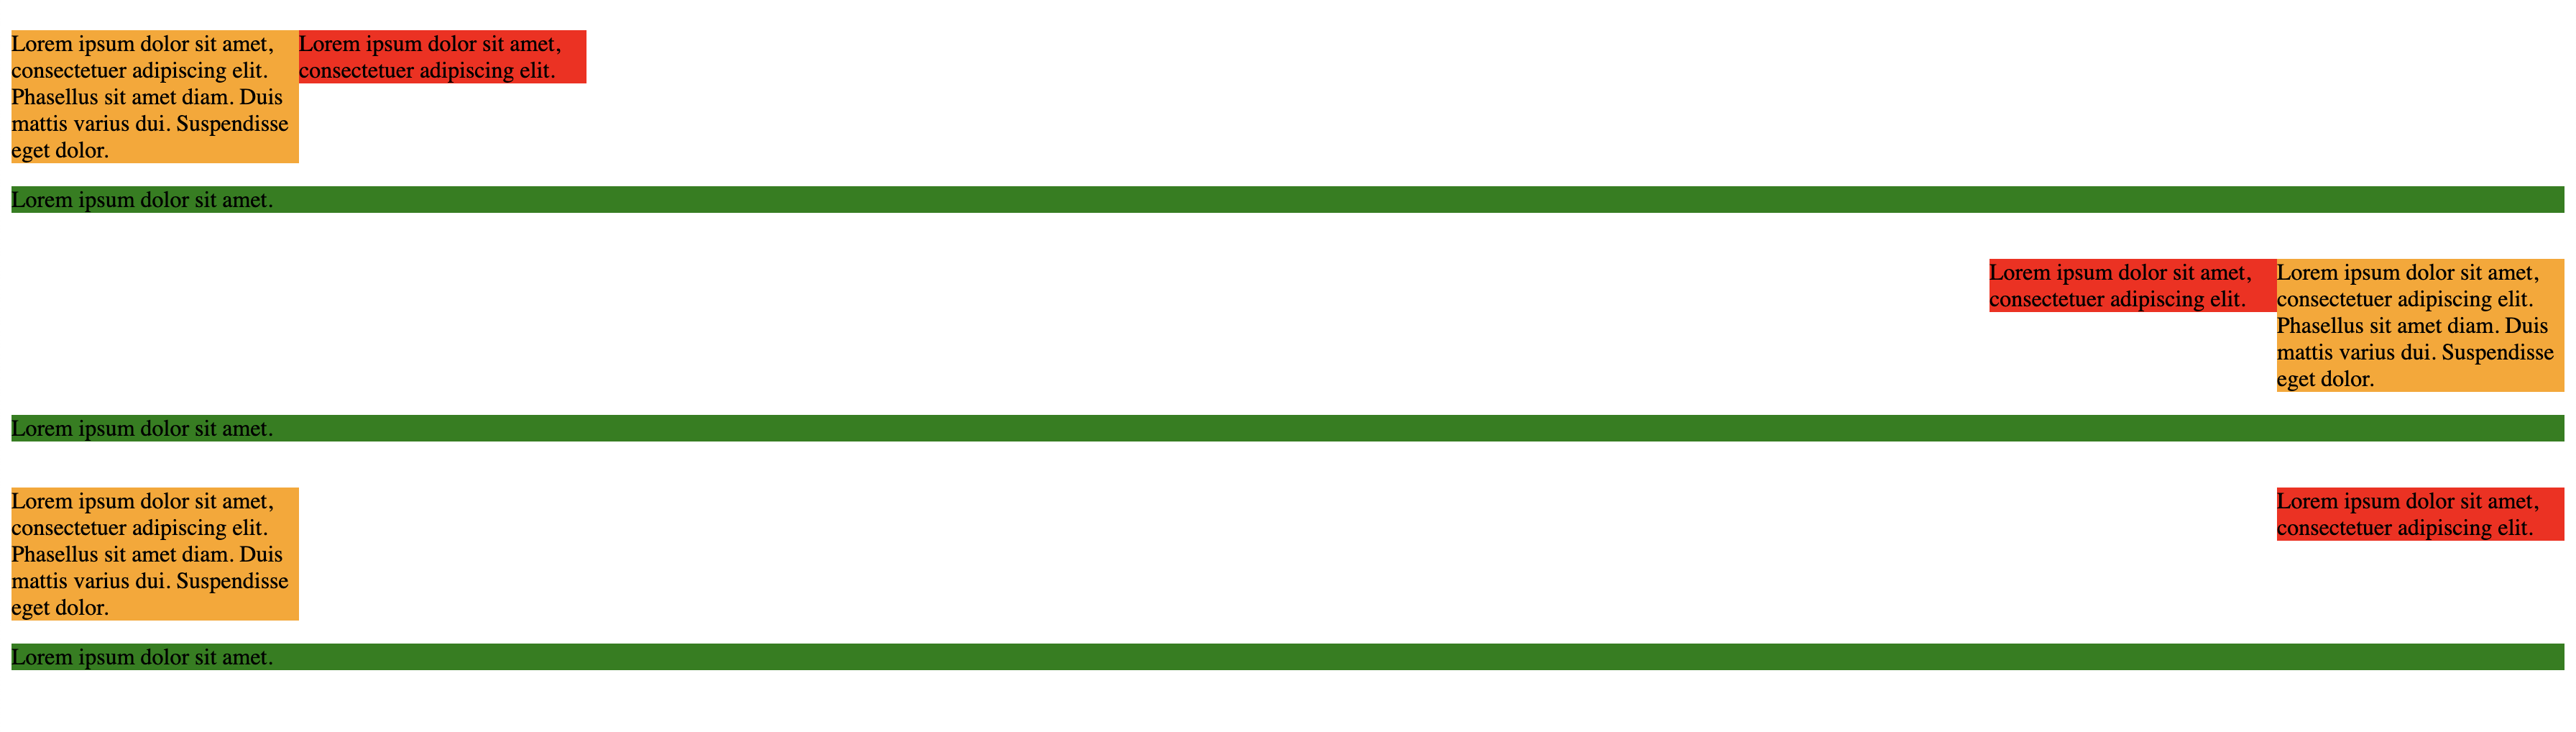 Lorem ipsum dolor sit amet,
consectetuer adipiscing elit.
Phasellus sit amet diam. Duis
mattis varius dui. Suspendisse
eget dolor.
Lorem ipsum dolor sit amet,
consectetuer adipiscing elit.
Lorem ipsum dolor sit amet.
Lorem ipsum dolor sit amet,
consectetuer adipiscing elit.
Lorem ipsum dolor sit amet,
consectetuer adipiscing elit.
Phasellus sit amet diam. Duis
mattis varius dui. Suspendisse
eget dolor.
Lorem ipsum dolor sit amet.
Lorem ipsum dolor sit amet,
consectetuer adipiscing elit.
Phasellus sit amet diam. Duis
mattis varius dui. Suspendisse
eget dolor.
Lorem ipsum dolor sit amet,
consectetuer adipiscing elit.
Lorem ipsum dolor sit amet.